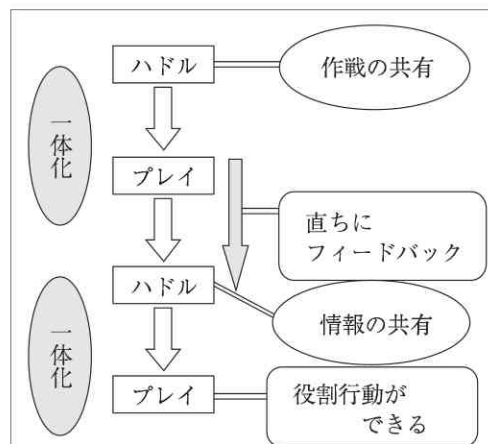 ハドル
作戦の共有
一体化
プレイ
直ちに
フィードバック
ハドル
情報の共有
一体化
プレイ
役割行動が
できる